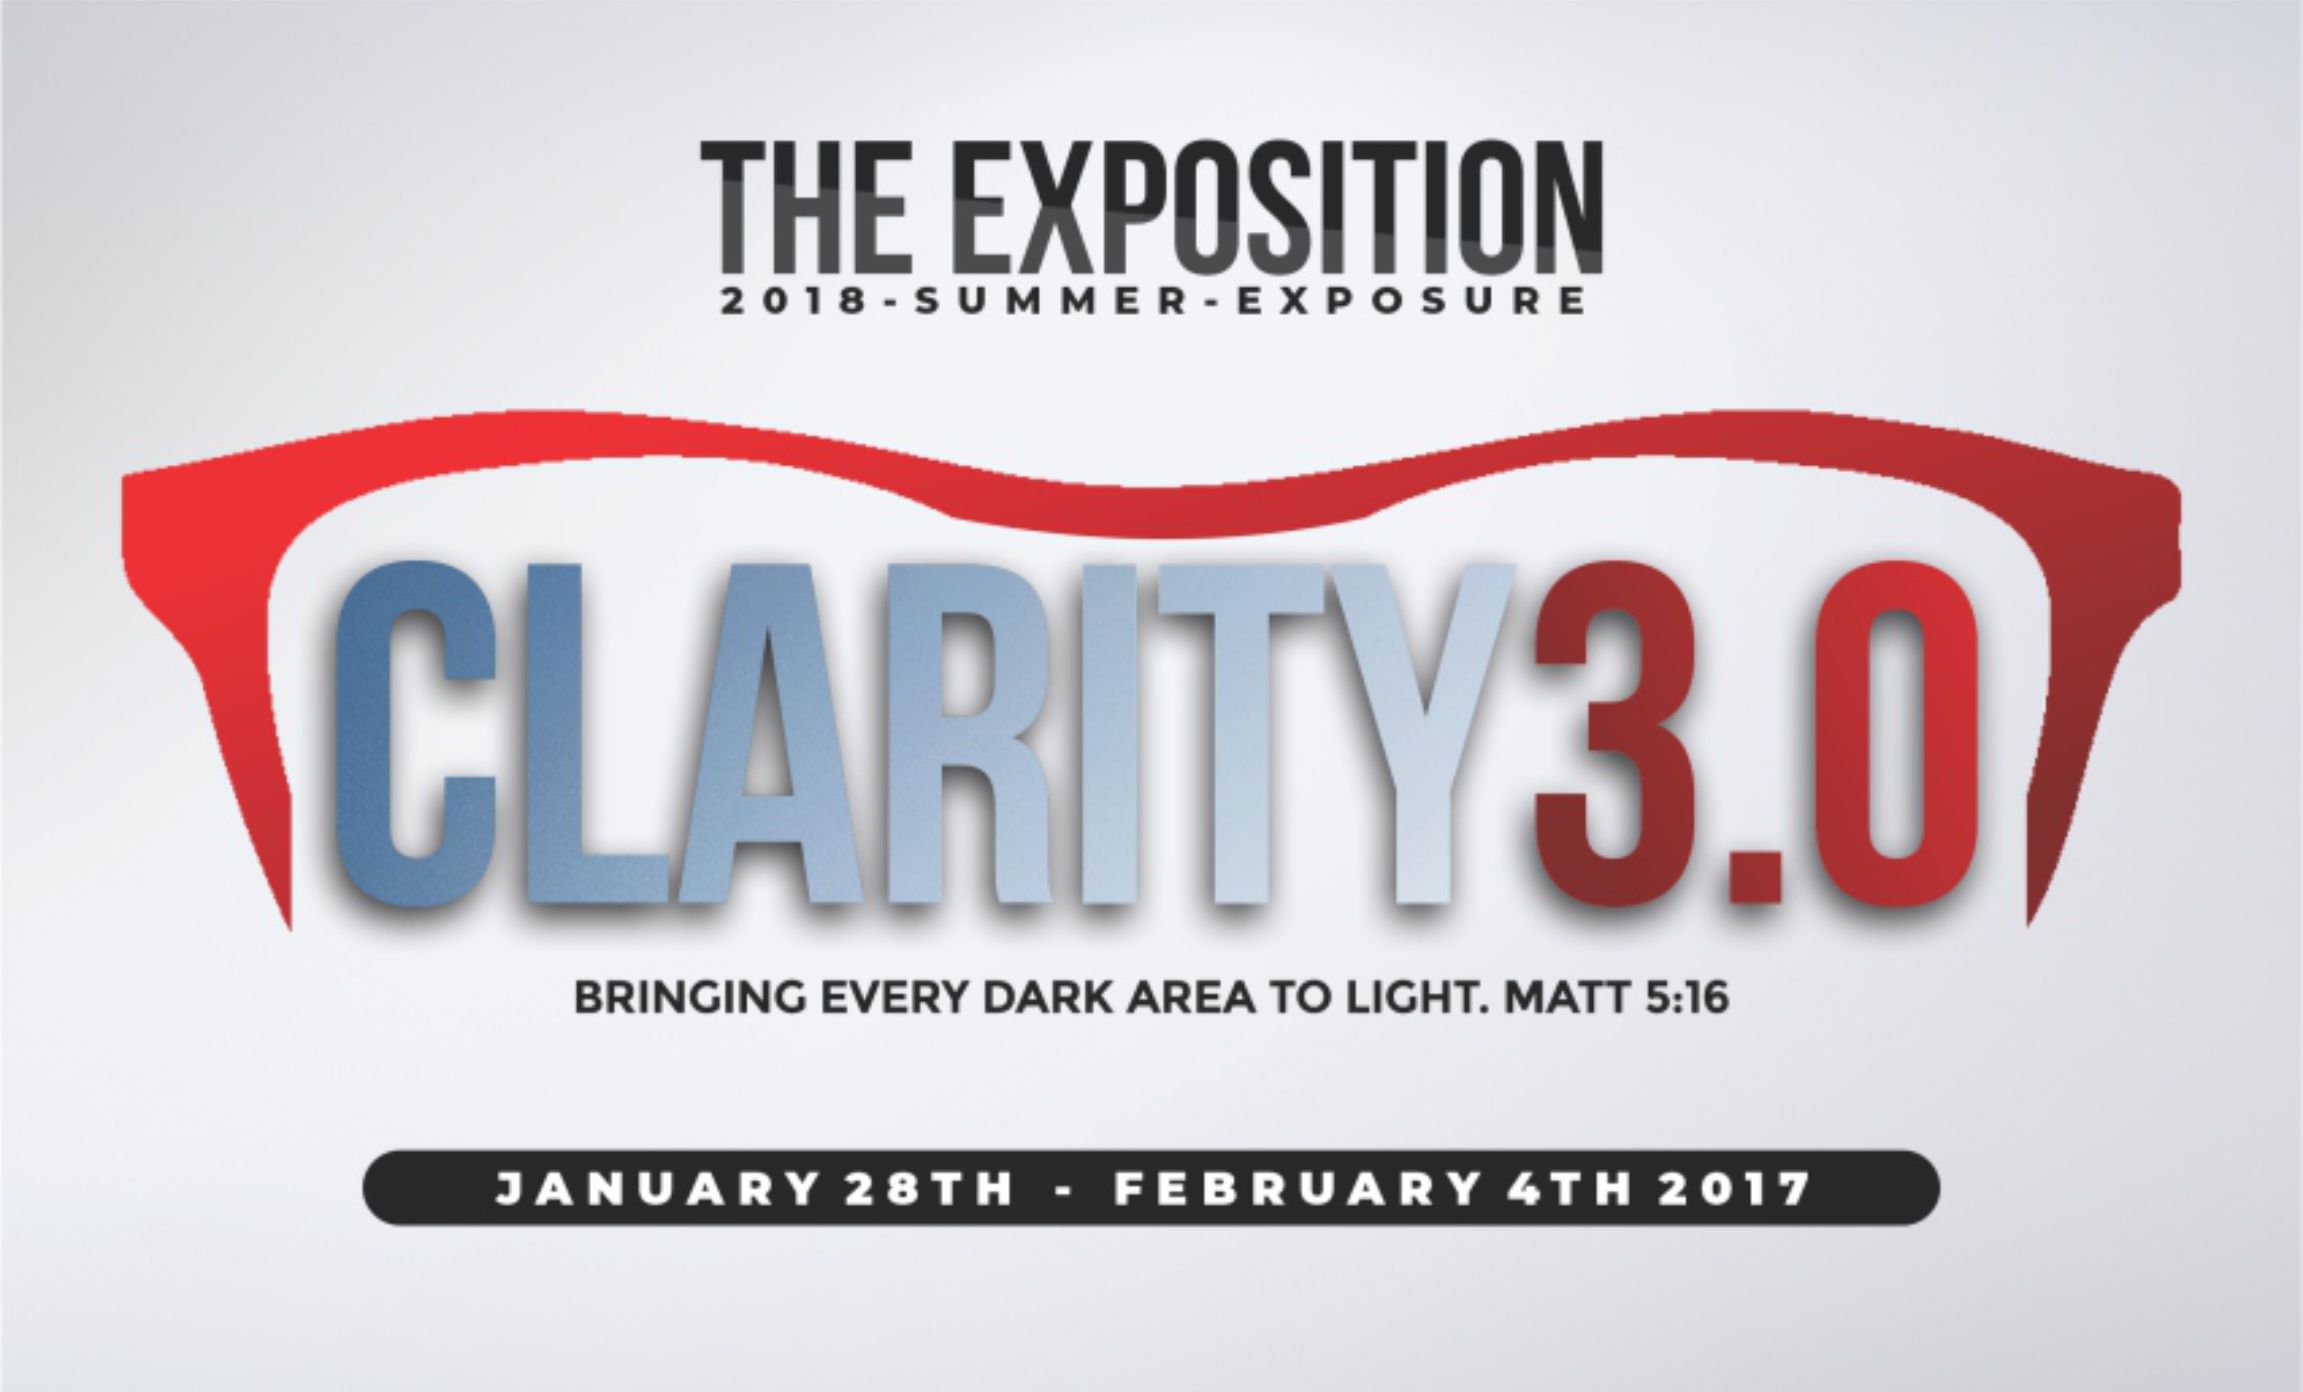 THE EXPOSITION
2018-SUMMER-EXPOSURE
CLARITY3.0
BRINGING EVERY DARK AREA TO LIGHT. MATT 5:16
JANUARY 28TH - FEBRUARY 4TH 2017